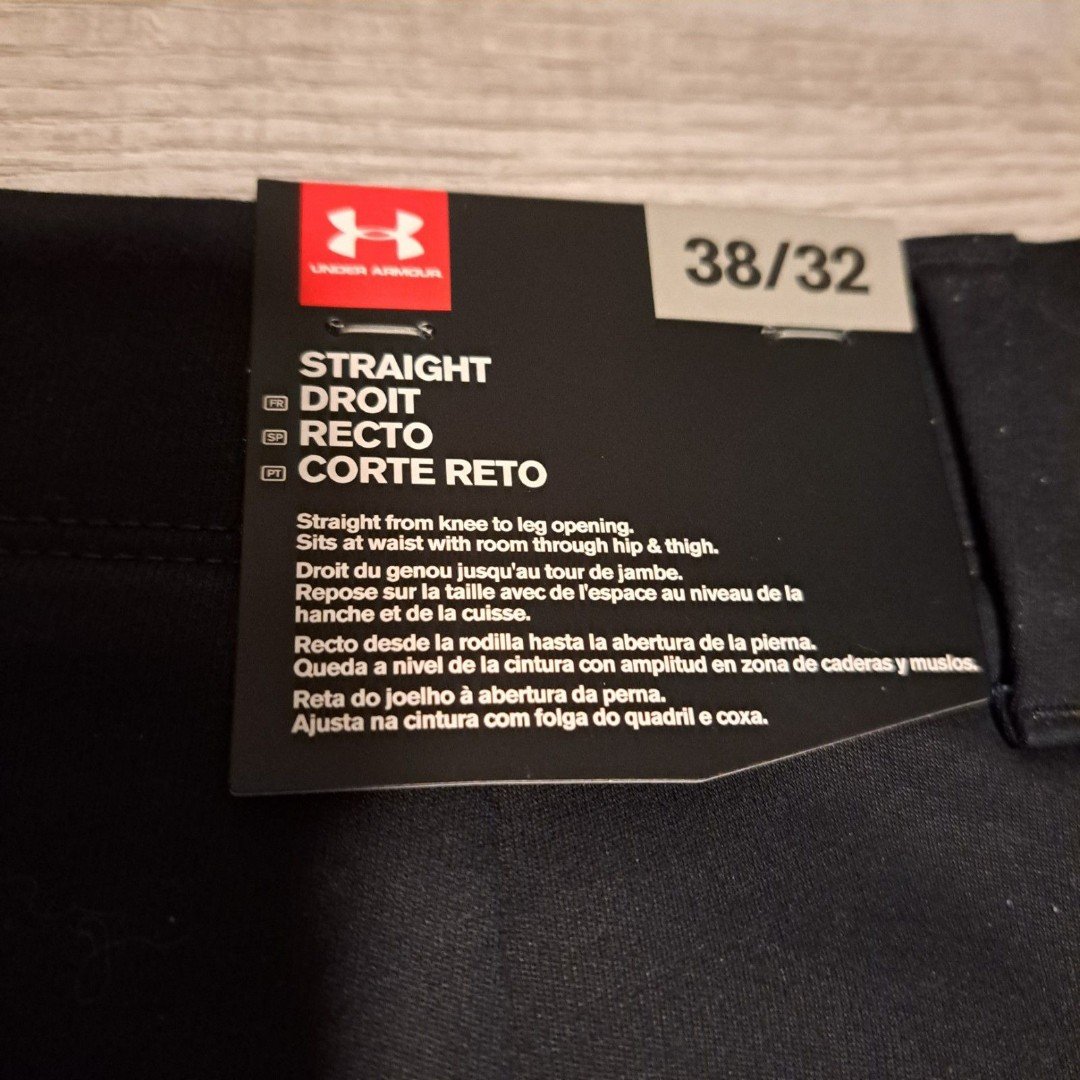 UNDER ARMOUR
38/32
STRAIGHT
FR DROIT
SP RECTO
PT CORTE RETO
Straight from knee to leg opening.
Sits at waist with room through hip & thigh.
Droit du genou jusqu'au tour de jambe.
Repose sur la taille avec de l'espace au niveau de la
hanche et de la cuisse.
Recto desde la rodilla hasta la abertura de la pierna.
Queda a nivel de la cintura con amplitud en zona de caderas y muslos.
Reta do joelho à abertura da perna.
Ajusta na cintura com folga do quadril e coxa.